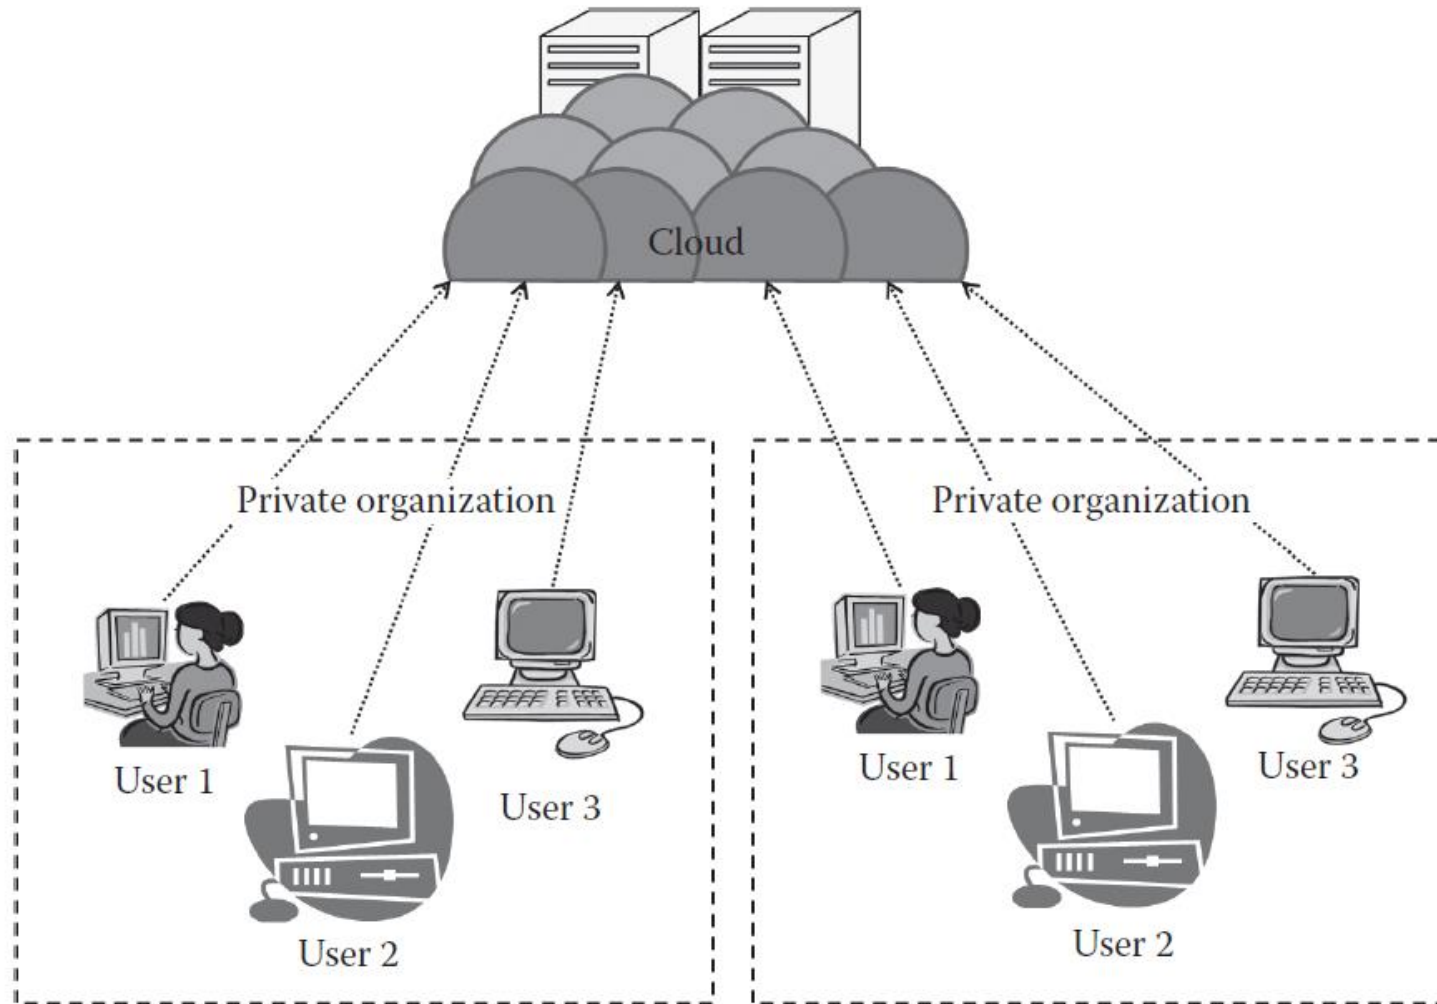 Cloud
Private organization
User 1
User 2
User 3
Private organization
User 1
User 2
User 3